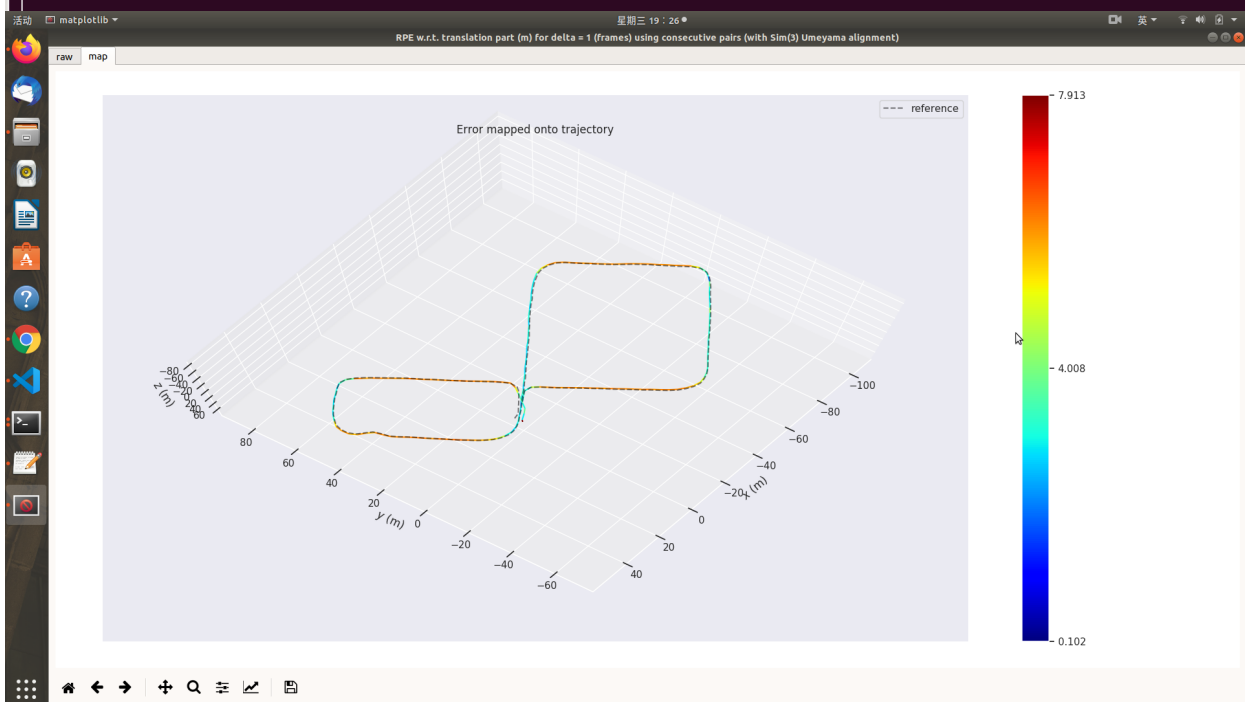 活动
matplotlib
星期三 19：26
英
RPE w.r.t. translation part (m) for delta = 1 (frames) using consecutive pairs (with Sim(3) Umeyama alignment)
raw
map
Error mapped onto trajectory
reference
7.913
4.008
0.102
z (m)
−80
−60
−40
−20
0
20
40
60
y (m)
80
60
40
20
0
−20
−40
−60
x (m)
−100
−80
−60
−40
−20
0
20
40